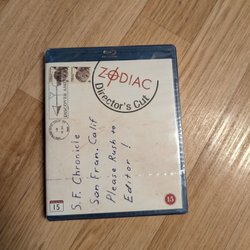 ZODIAC
Director's Cut
S.F. Chronicle
San Fran. Calif
Please Rush to
Editor!
15
15